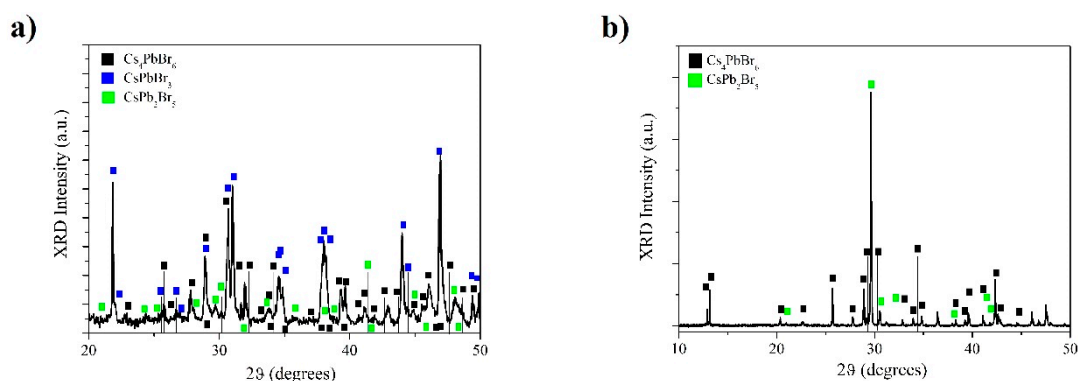 a)
Cs₄PbBr₆
CsPbBr₃
CsPb₂Br₅
XRD Intensity (a.u.)
20 30 40 50
2ϑ (degrees)
b)
Cs₄PbBr₆
CsPb₂Br₅
XRD Intensity (a.u.)
10 20 30 40 50
2ϑ (degrees)